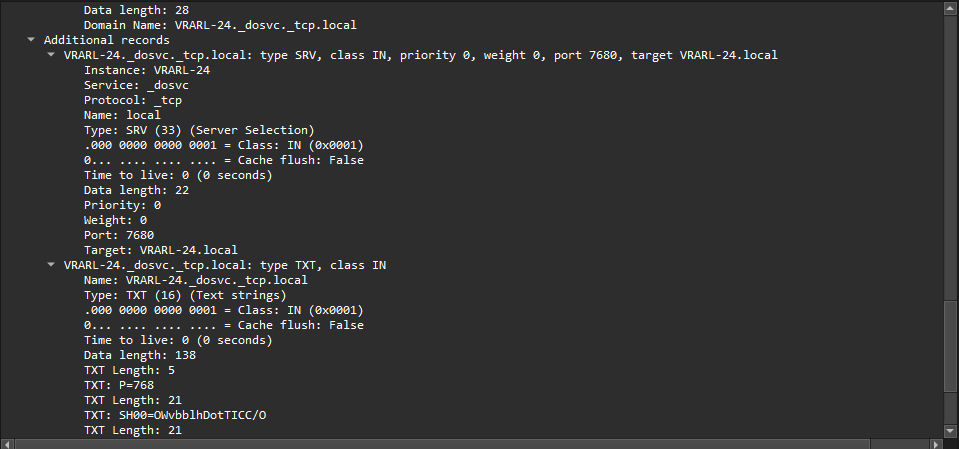 Data length: 28
Domain Name: VRARL-24._dosvc._tcp.local
Additional records
VRARL-24._dosvc._tcp.local: type SRV, class IN, priority 0, weight 0, port 7680, target VRARL-24.local
Instance: VRARL-24
Service: _dosvc
Protocol: _tcp
Name: local
Type: SRV (33) (Server Selection)
.000 0000 0000 0001 = Class: IN (0x0001)
0... .... .... .... = Cache flush: False
Time to live: 0 (0 seconds)
Data length: 22
Priority: 0
Weight: 0
Port: 7680
Target: VRARL-24.local
VRARL-24._dosvc._tcp.local: type TXT, class IN
Name: VRARL-24._dosvc._tcp.local
Type: TXT (16) (Text strings)
.000 0000 0000 0001 = Class: IN (0x0001)
0... .... .... .... = Cache flush: False
Time to live: 0 (0 seconds)
Data length: 138
TXT Length: 5
TXT: P=768
TXT Length: 21
TXT: SH00=OWvbblhDotTICC/O
TXT Length: 21